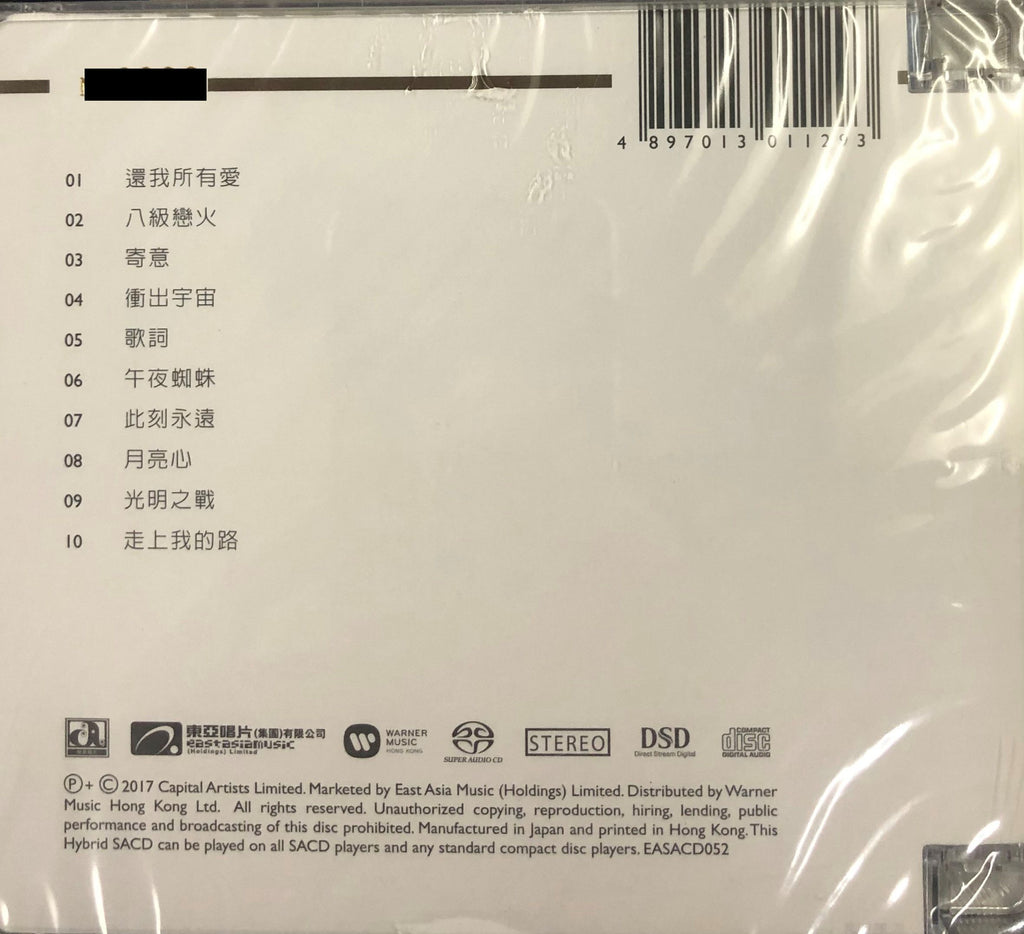 4 897013 011293
01 還我所有愛
02 八級戀火
03 寄意
04 衝出宇宙
05 歌詞
06 午夜蜘蛛
07 此刻永遠
08 月亮心
09 光明之戰
10 走上我的路
a
東亞唱片(集團)有限公司
eastasiamusic
(Holdings) Limited
WARNER
MUSIC
HONG KONG
SUPER AUDIO CD
STEREO
DSD
Direct Stream Digital
COMPACT
disc
DIGITAL AUDIO
Ⓟ+ © 2017 Capital Artists Limited. Marketed by East Asia Music (Holdings) Limited. Distributed by Warner
Music Hong Kong Ltd. All rights reserved. Unauthorized copying, reproduction, hiring, lending, public
performance and broadcasting of this disc prohibited. Manufactured in Japan and printed in Hong Kong. This
Hybrid SACD can be played on all SACD players and any standard compact disc players. EASACD052